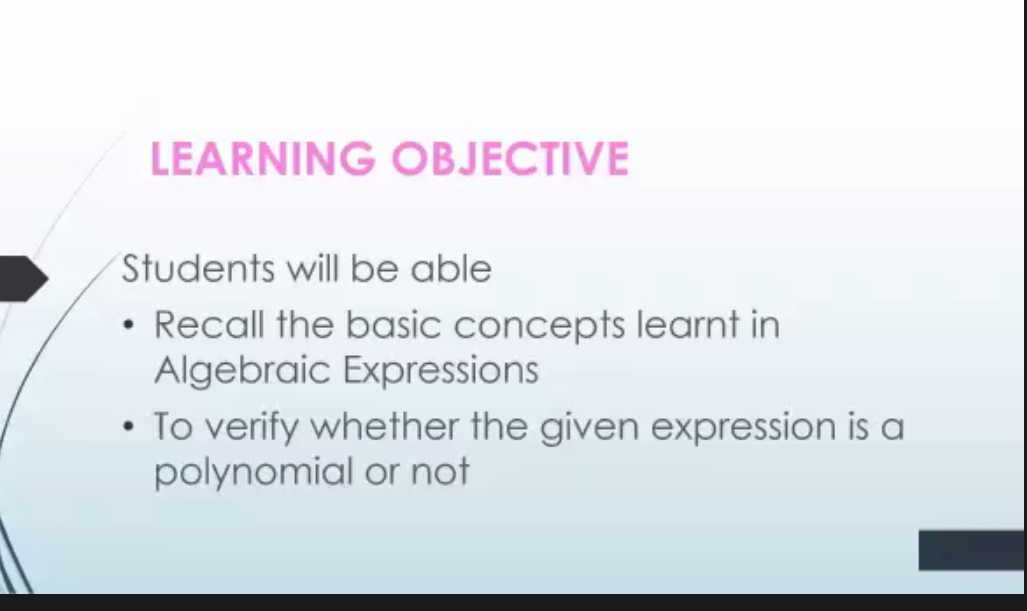 LEARNING OBJECTIVE
Students will be able
• Recall the basic concepts learnt in
Algebraic Expressions
• To verify whether the given expression is a
polynomial or not